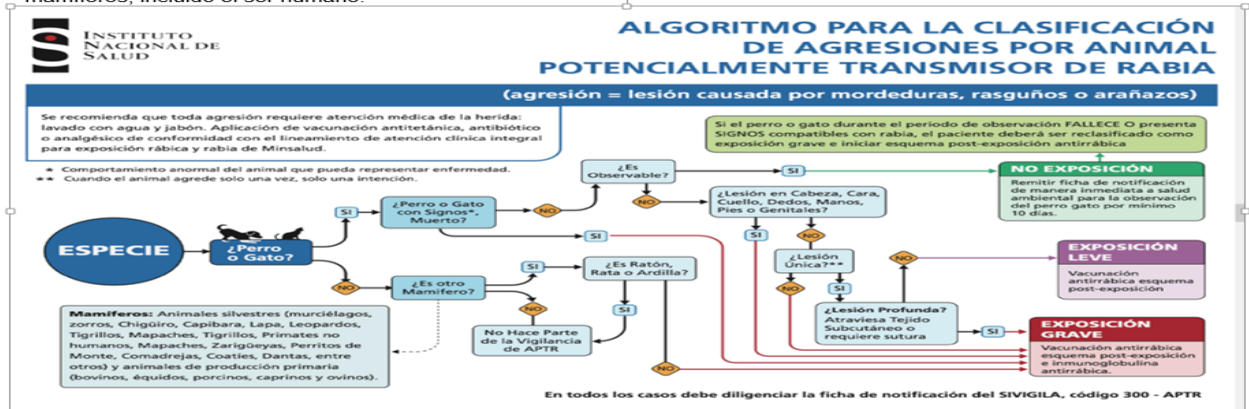 mamíferos, incluido el ser humano.
INSTITUTO
NACIONAL DE
SALUD
ALGORITMO PARA LA CLASIFICACIÓN
DE AGRESIONES POR ANIMAL
POTENCIALMENTE TRANSMISOR DE RABIA
(agresión = lesión causada por mordeduras, rasguños o arañazos)
Se recomienda que toda agresión requiere atención médica de la herida:
lavado con agua y jabón. Aplicación de vacunación antitetánica, antibiótico
o analgésico de conformidad con el lineamiento de atención clínica integral
para exposición rábica y rabia de Minsalud.
* Comportamiento anormal del animal que pueda representar enfermedad.
** Cuando el animal agrede solo una vez, solo una intención.
Si el perro o gato durante el periodo de observación FALLECE O presenta
SIGNOS compatibles con rabia, el paciente deberá ser reclasificado como
exposición grave e iniciar esquema post-exposición antirrábica
ESPECIE
¿Perro
o Gato?
SI
NO
¿Perro o Gato
con Signos*,
Muerto?
NO
SI
¿Es
Observable?
SI
NO
NO EXPOSICIÓN
Remitir ficha de notificación
de manera inmediata a salud
ambiental para la observación
del perro gato por mínimo
10 días.
¿Lesión en Cabeza, Cara,
Cuello, Dedos, Manos,
Pies o Genitales?
SI
NO
¿Lesión
Única?**
NO
SI
¿Lesión Profunda?
Atraviesa Tejido
Subcutáneo o
requiere sutura
NO
SI
EXPOSICIÓN
LEVE
Vacunación
antirrábica esquema
post-exposición
EXPOSICIÓN
GRAVE
Vacunación antirrábica
esquema post-exposición
e inmunoglobulina
antirrábica.
¿Es otro
Mamífero?
SI
NO
¿Es Ratón,
Rata o Ardilla?
SI
NO
No Hace Parte
de la Vigilancia
de APTR
Mamíferos: Animales silvestres (murciélagos,
zorros, Chigüiro, Capibara, Lapa, Leopardos,
Tigrillos, Mapaches, Tigrillos, Primates no
humanos, Mapaches, Zarigüeyas, Perritos de
Monte, Comadrejas, Coatíes, Dantas, entre
otros) y animales de producción primaria
(bovinos, équidos, porcinos, caprinos y ovinos).
En todos los casos debe diligenciar la ficha de notificación del SIVIGILA, código 300 - APTR